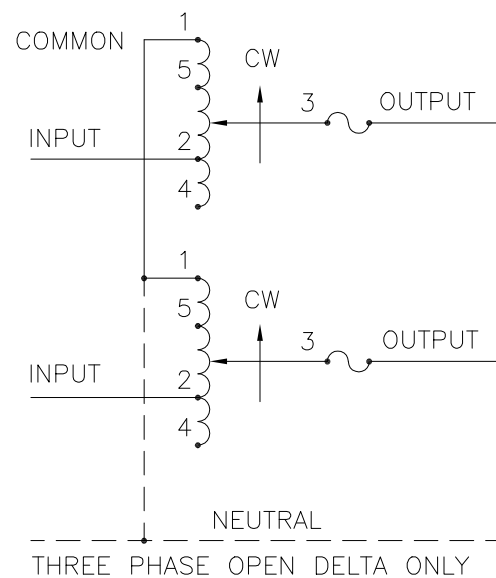 1
COMMON
CW
5
3
OUTPUT
INPUT
2
4
1
CW
5
3
OUTPUT
INPUT
2
4
NEUTRAL
THREE PHASE OPEN DELTA ONLY